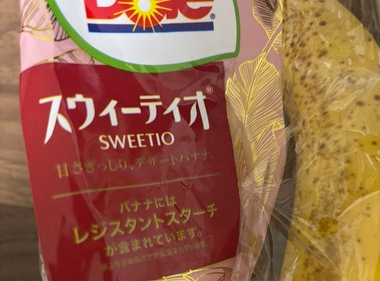 Dole
®
スウィーティオ®
SWEETIO
甘さぎっしり、デザートバナナ。
バナナには
レジスタントスターチ
が含まれています。